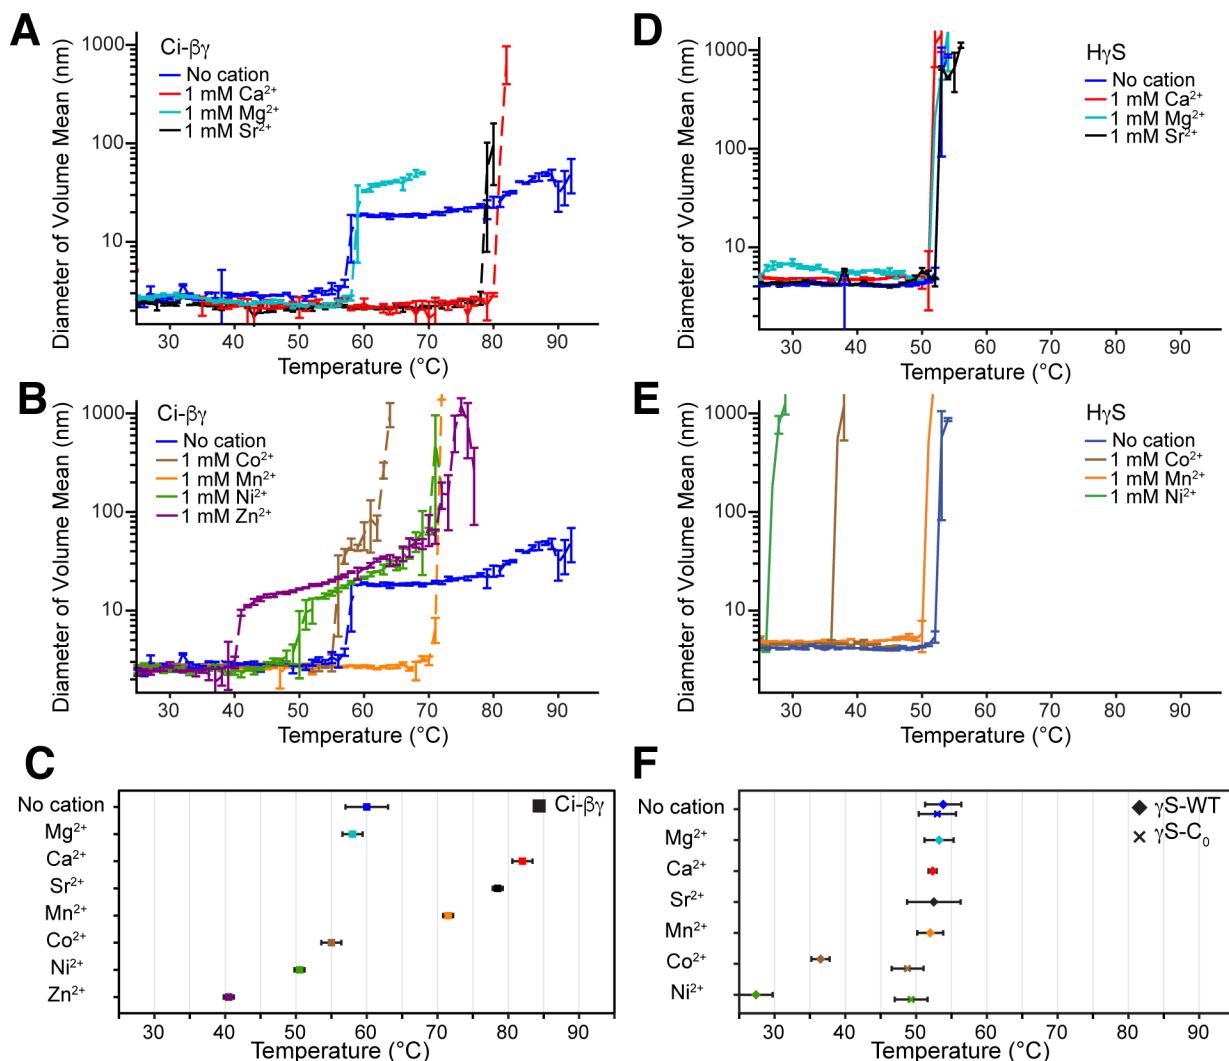 A
Diameter of Volume Mean (nm)
1000
100
10
Ci-βγ
No cation
1 mM Ca²⁺
1 mM Mg²⁺
1 mM Sr²⁺
30 40 50 60 70 80 90
Temperature (°C)
D
Diameter of Volume Mean (nm)
1000
100
10
HγS
No cation
1 mM Ca²⁺
1 mM Mg²⁺
1 mM Sr²⁺
30 40 50 60 70 80 90
Temperature (°C)
B
Diameter of Volume Mean (nm)
1000
100
10
Ci-βγ
No cation
1 mM Co²⁺
1 mM Mn²⁺
1 mM Ni²⁺
1 mM Zn²⁺
30 40 50 60 70 80 90
Temperature (°C)
E
Diameter of Volume Mean (nm)
1000
100
10
HγS
No cation
1 mM Co²⁺
1 mM Mn²⁺
1 mM Ni²⁺
30 40 50 60 70 80 90
Temperature (°C)
C
Ci-βγ
No cation
Mg²⁺
Ca²⁺
Sr²⁺
Mn²⁺
Co²⁺
Ni²⁺
Zn²⁺
30 40 50 60 70 80 90
Temperature (°C)
F
γS-WT
γS-C₀
No cation
Mg²⁺
Ca²⁺
Sr²⁺
Mn²⁺
Co²⁺
Ni²⁺
30 40 50 60 70 80 90
Temperature (°C)